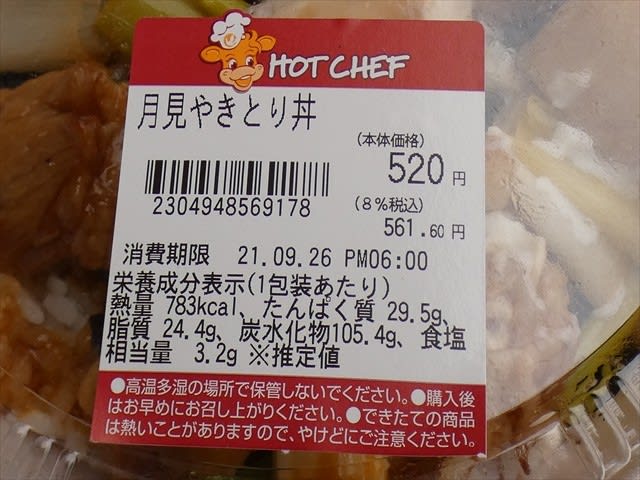 HOT CHEF
月見やきとり丼
(本体価格)
520円
2304948569178
(8%税込)
561.60円
消費期限 21.09.26 PM06:00
栄養成分表示(1包装あたり)
熱量 783kcal、たんぱく質 29.5g、
脂質 24.4g、炭水化物105.4g、食塩
相当量 3.2g ※推定値
●高温多湿の場所で保管しないでください。●購入後
はお早めにお召し上がりください。●できたての商品
は熱いことがありますので、やけどにご注意ください。